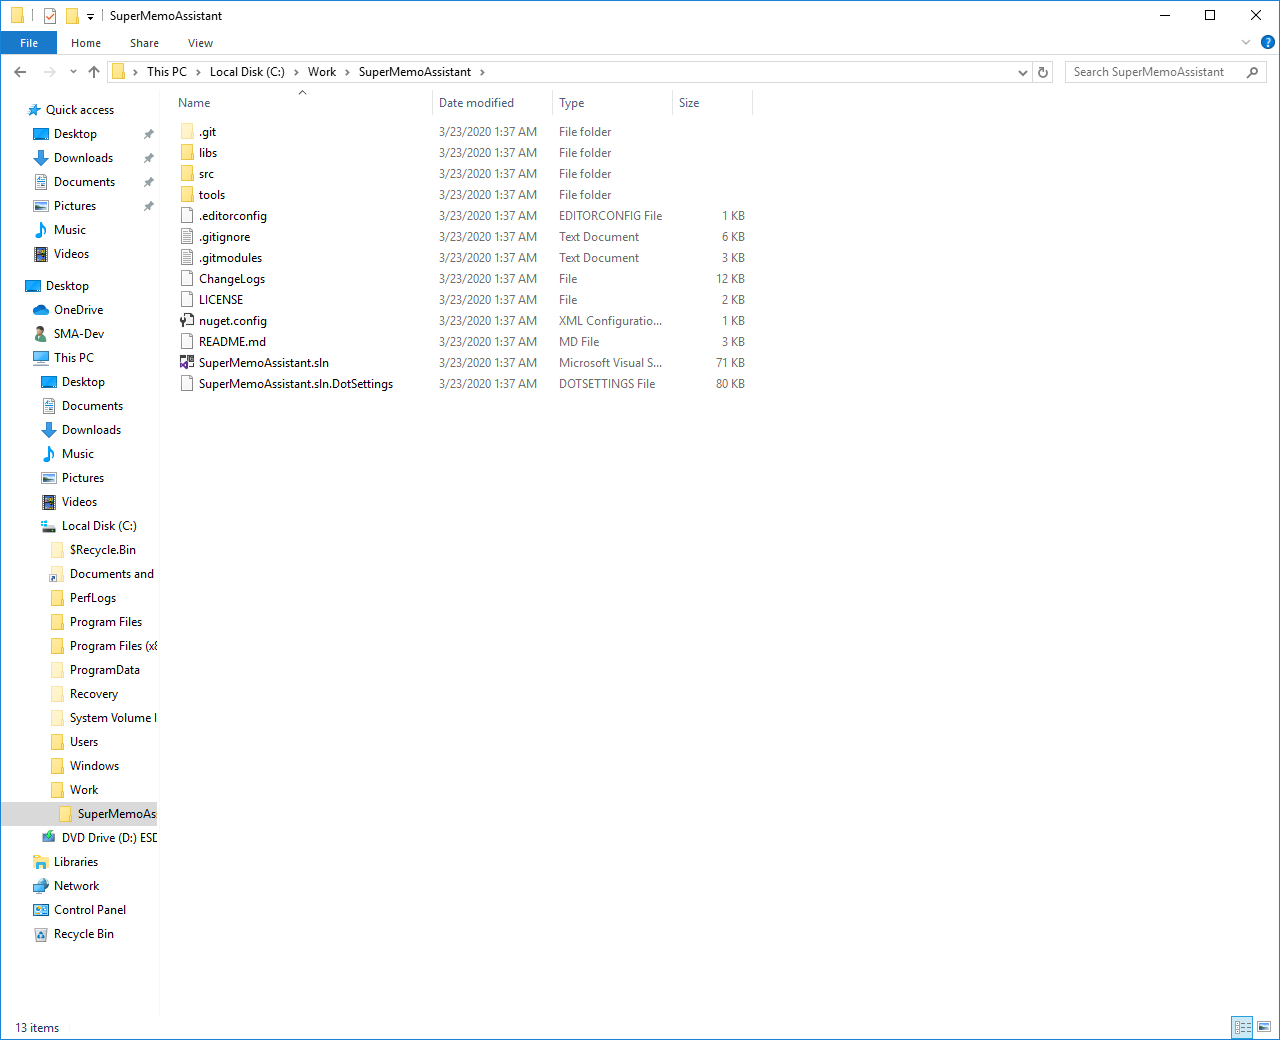 SuperMemoAssistant
File Home Share View
This PC Local Disk (C:) Work SuperMemoAssistant Search SuperMemoAssistant
Quick access
Desktop
Downloads
Documents
Pictures
Music
Videos
Desktop
OneDrive
SMA-Dev
This PC
Desktop
Documents
Downloads
Music
Pictures
Videos
Local Disk (C:)
$Recycle.Bin
Documents and
PerfLogs
Program Files
Program Files (x8
ProgramData
Recovery
System Volume I
Users
Windows
Work
SuperMemoAs
DVD Drive (D:) ESD
Libraries
Network
Control Panel
Recycle Bin
Name Date modified Type Size
.git 3/23/2020 1:37 AM File folder
libs 3/23/2020 1:37 AM File folder
src 3/23/2020 1:37 AM File folder
tools 3/23/2020 1:37 AM File folder
.editorconfig 3/23/2020 1:37 AM EDITORCONFIG File 1 KB
.gitignore 3/23/2020 1:37 AM Text Document 6 KB
.gitmodules 3/23/2020 1:37 AM Text Document 3 KB
ChangeLogs 3/23/2020 1:37 AM File 12 KB
LICENSE 3/23/2020 1:37 AM File 2 KB
nuget.config 3/23/2020 1:37 AM XML Configuratio... 1 KB
README.md 3/23/2020 1:37 AM MD File 3 KB
SuperMemoAssistant.sln 3/23/2020 1:37 AM Microsoft Visual S... 71 KB
SuperMemoAssistant.sln.DotSettings 3/23/2020 1:37 AM DOTSETTINGS File 80 KB
13 items